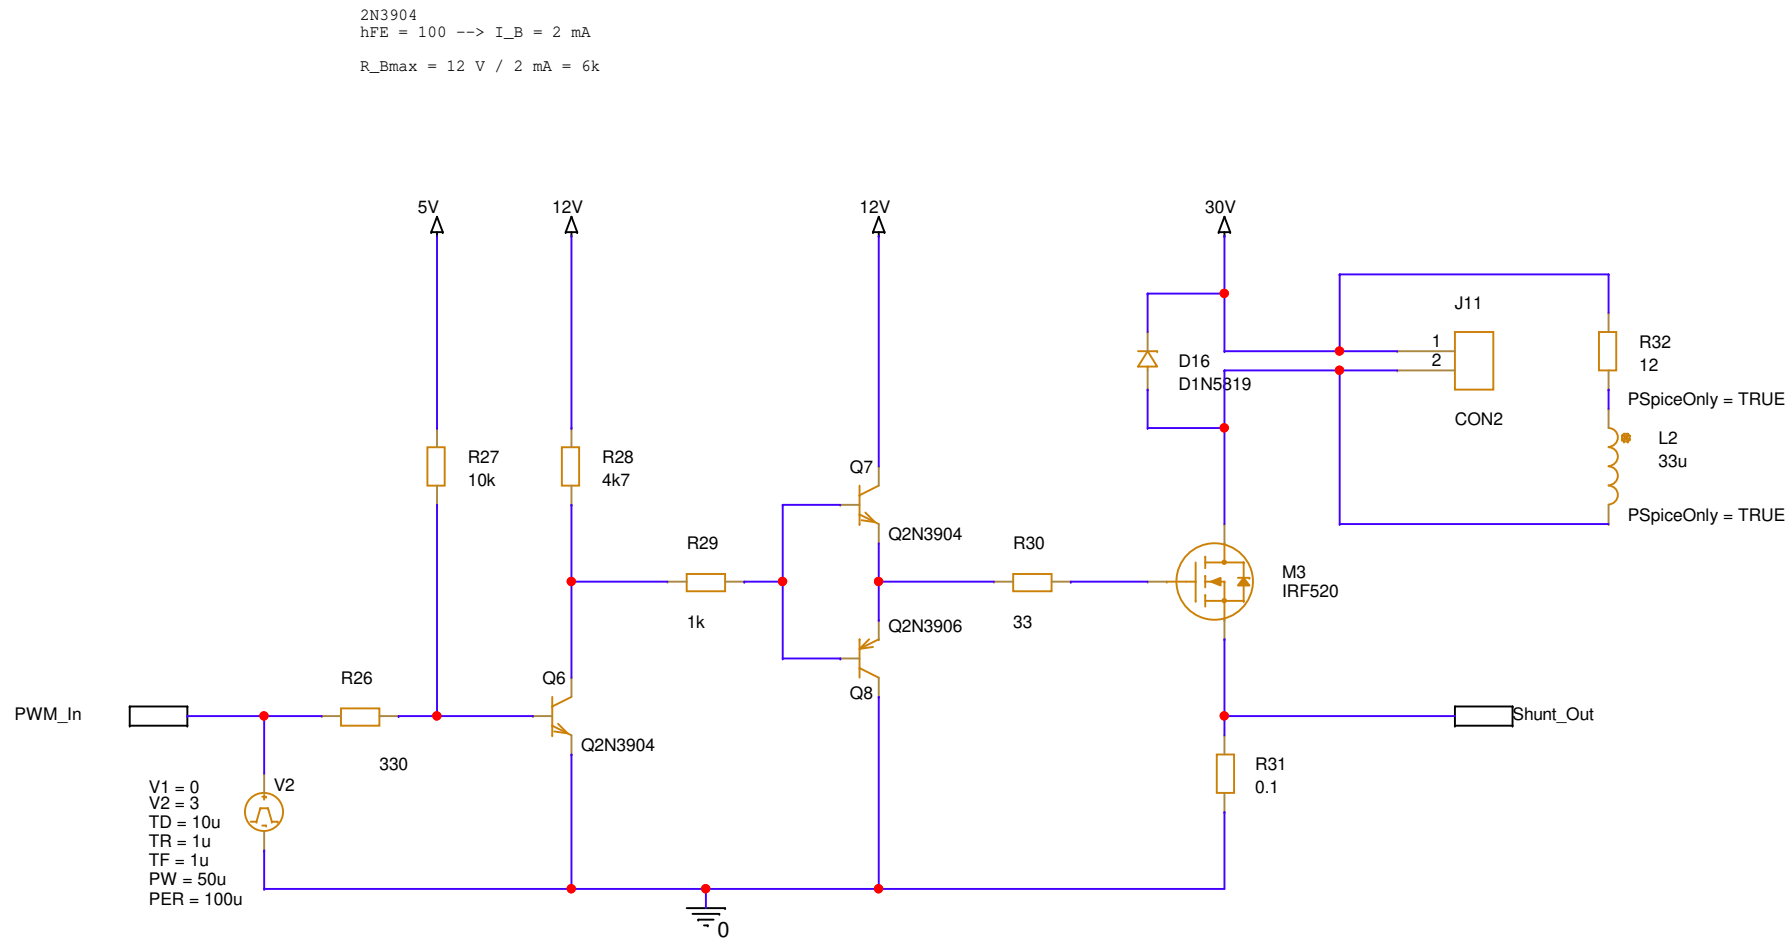 2N3904
hFE = 100 --> I_B = 2 mA
R_Bmax = 12 V / 2 mA = 6k
5V
12V
12V
30V
J11
1
2
CON2
R32
12
PSpiceOnly = TRUE
L2
33u
PSpiceOnly = TRUE
D16
D1N5819
R27
10k
R28
4k7
Q7
Q2N3904
R29
1k
R30
33
M3
IRF520
Q2N3906
Q8
Q6
Q2N3904
R26
330
PWM_In
Shunt_Out
R31
0.1
V2
V1 = 0
V2 = 3
TD = 10u
TR = 1u
TF = 1u
PW = 50u
PER = 100u
0